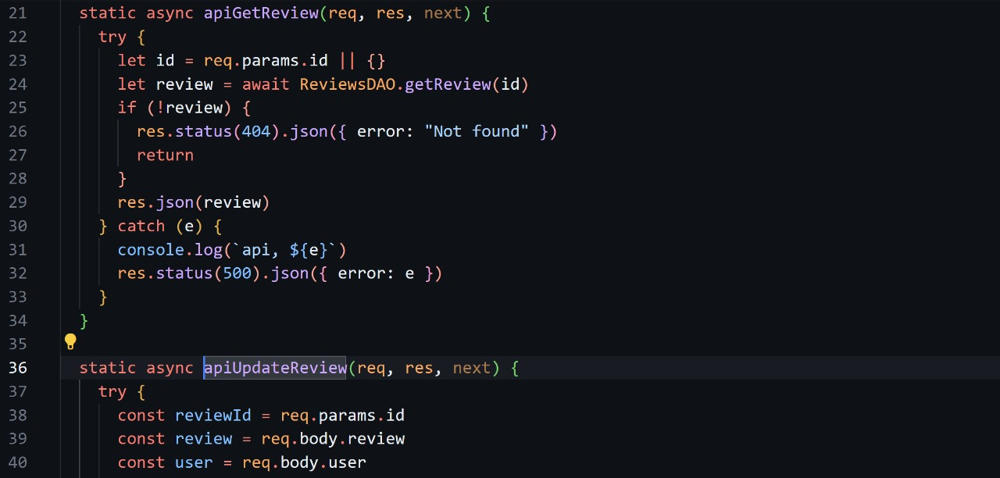 21 static async apiGetReview(req, res, next) {
22 try {
23 let id = req.params.id || {}
24 let review = await ReviewsDAO.getReview(id)
25 if (!review) {
26 res.status(404).json({ error: "Not found" })
27 return
28 }
29 res.json(review)
30 } catch (e) {
31 console.log(`api, ${e}`)
32 res.status(500).json({ error: e })
33 }
34 }
35
36 static async apiUpdateReview(req, res, next) {
37 try {
38 const reviewId = req.params.id
39 const review = req.body.review
40 const user = req.body.user